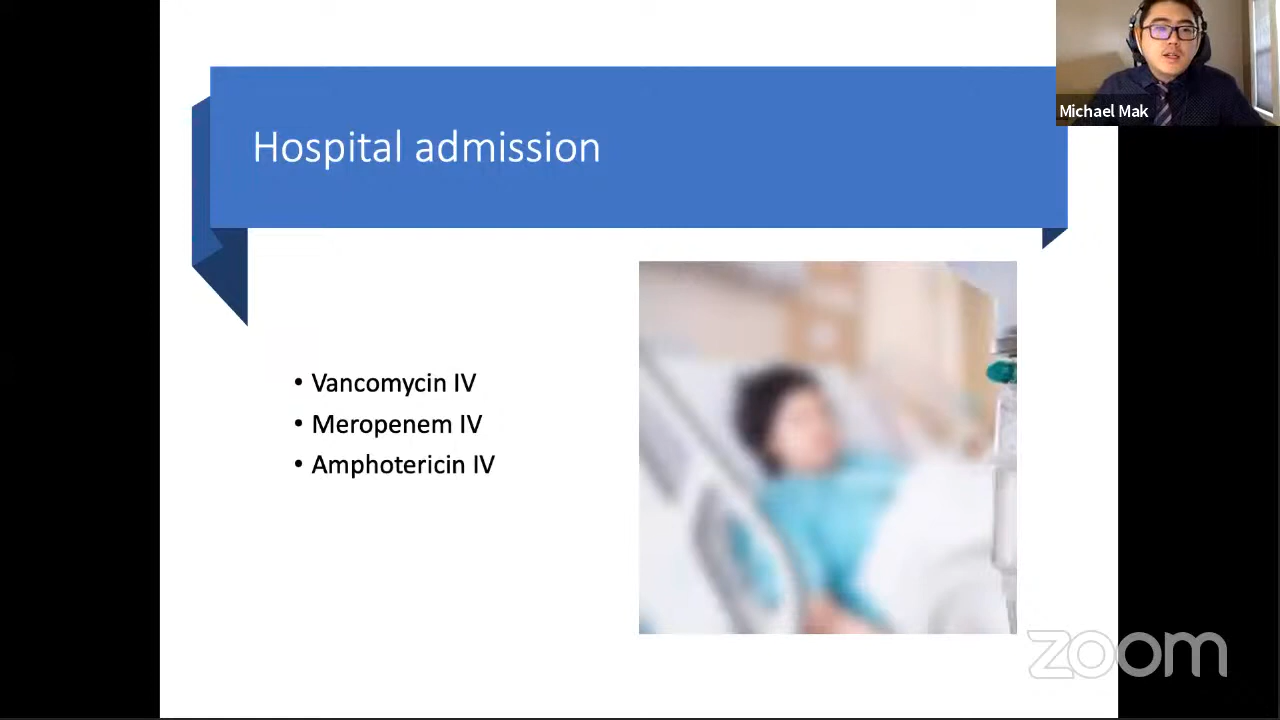 Michael Mak
Hospital admission
• Vancomycin IV
• Meropenem IV
• Amphotericin IV
zoom